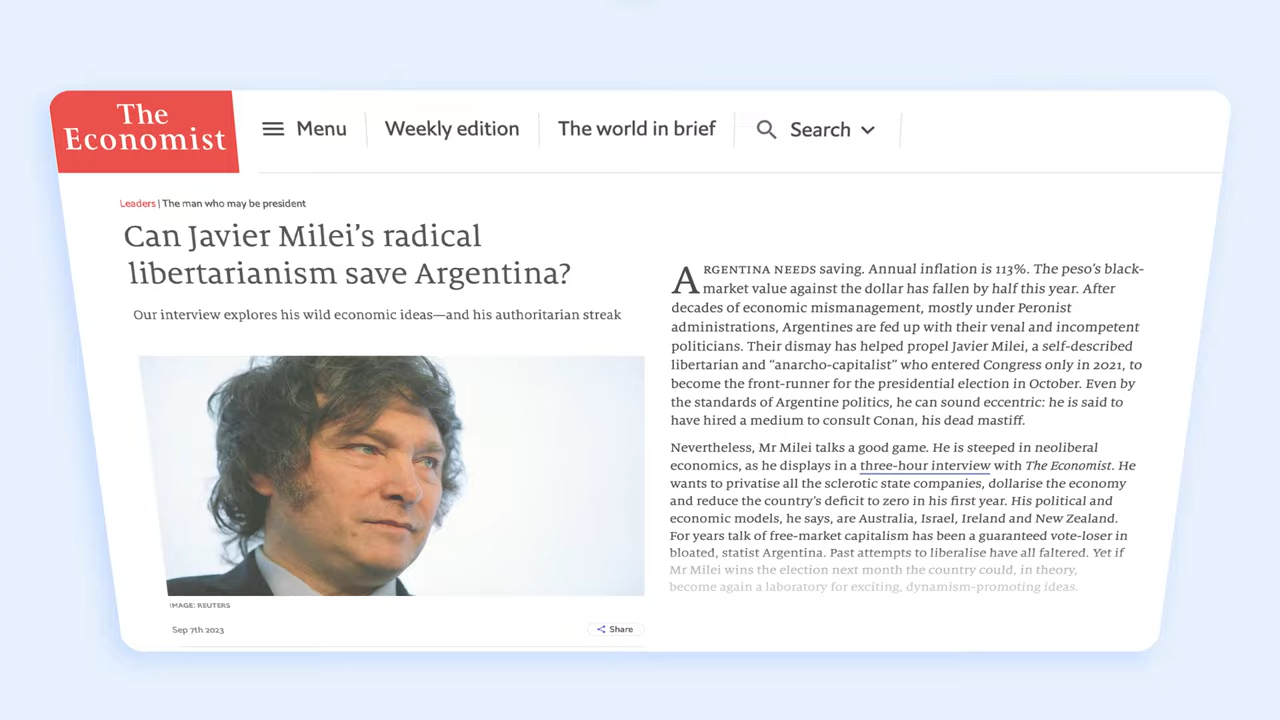 The
Economist
Menu
Weekly edition
The world in brief
Search
Leaders | The man who may be president
Can Javier Milei's radical
libertarianism save Argentina?
Our interview explores his wild economic ideas—and his authoritarian streak
IMAGE: REUTERS
Sep 7th 2023
Share
ARGENTINA NEEDS saving. Annual inflation is 113%. The peso's black-
market value against the dollar has fallen by half this year. After
decades of economic mismanagement, mostly under Peronist
administrations, Argentines are fed up with their venal and incompetent
politicians. Their dismay has helped propel Javier Milei, a self-described
libertarian and “anarcho-capitalist” who entered Congress only in 2021, to
become the front-runner for the presidential election in October. Even by
the standards of Argentine politics, he can sound eccentric: he is said to
have hired a medium to consult Conan, his dead mastiff.
Nevertheless, Mr Milei talks a good game. He is steeped in neoliberal
economics, as he displays in a three-hour interview with The Economist. He
wants to privatise all the sclerotic state companies, dollarise the economy
and reduce the country's deficit to zero in his first year. His political and
economic models, he says, are Australia, Israel, Ireland and New Zealand.
For years talk of free-market capitalism has been a guaranteed vote-loser in
bloated, statist Argentina. Past attempts to liberalise have all faltered. Yet if
Mr Milei wins the election next month the country could, in theory,
become again a laboratory for exciting, dynamism-promoting ideas.